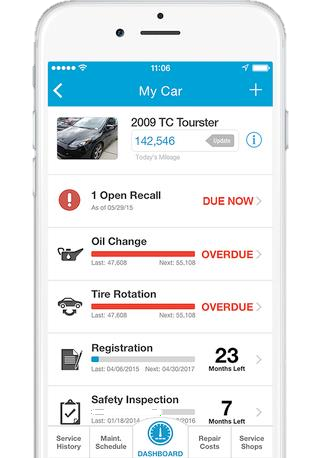 11:06
My Car
2009 TC Tourster
142,546 Update
Today's Mileage
1 Open Recall
As of 05/29/15
DUE NOW
Oil Change
OVERDUE
Last: 47,608 Next: 55,108
Tire Rotation
OVERDUE
Last: 47,608 Next: 55,108
Registration
23
Months Left
Last: 04/06/2015 Next: 04/30/2017
Safety Inspection
7
Months Left
Last: 01/18/2014
Service History
Maint. Schedule
DASHBOARD
Repair Costs
Service Shops